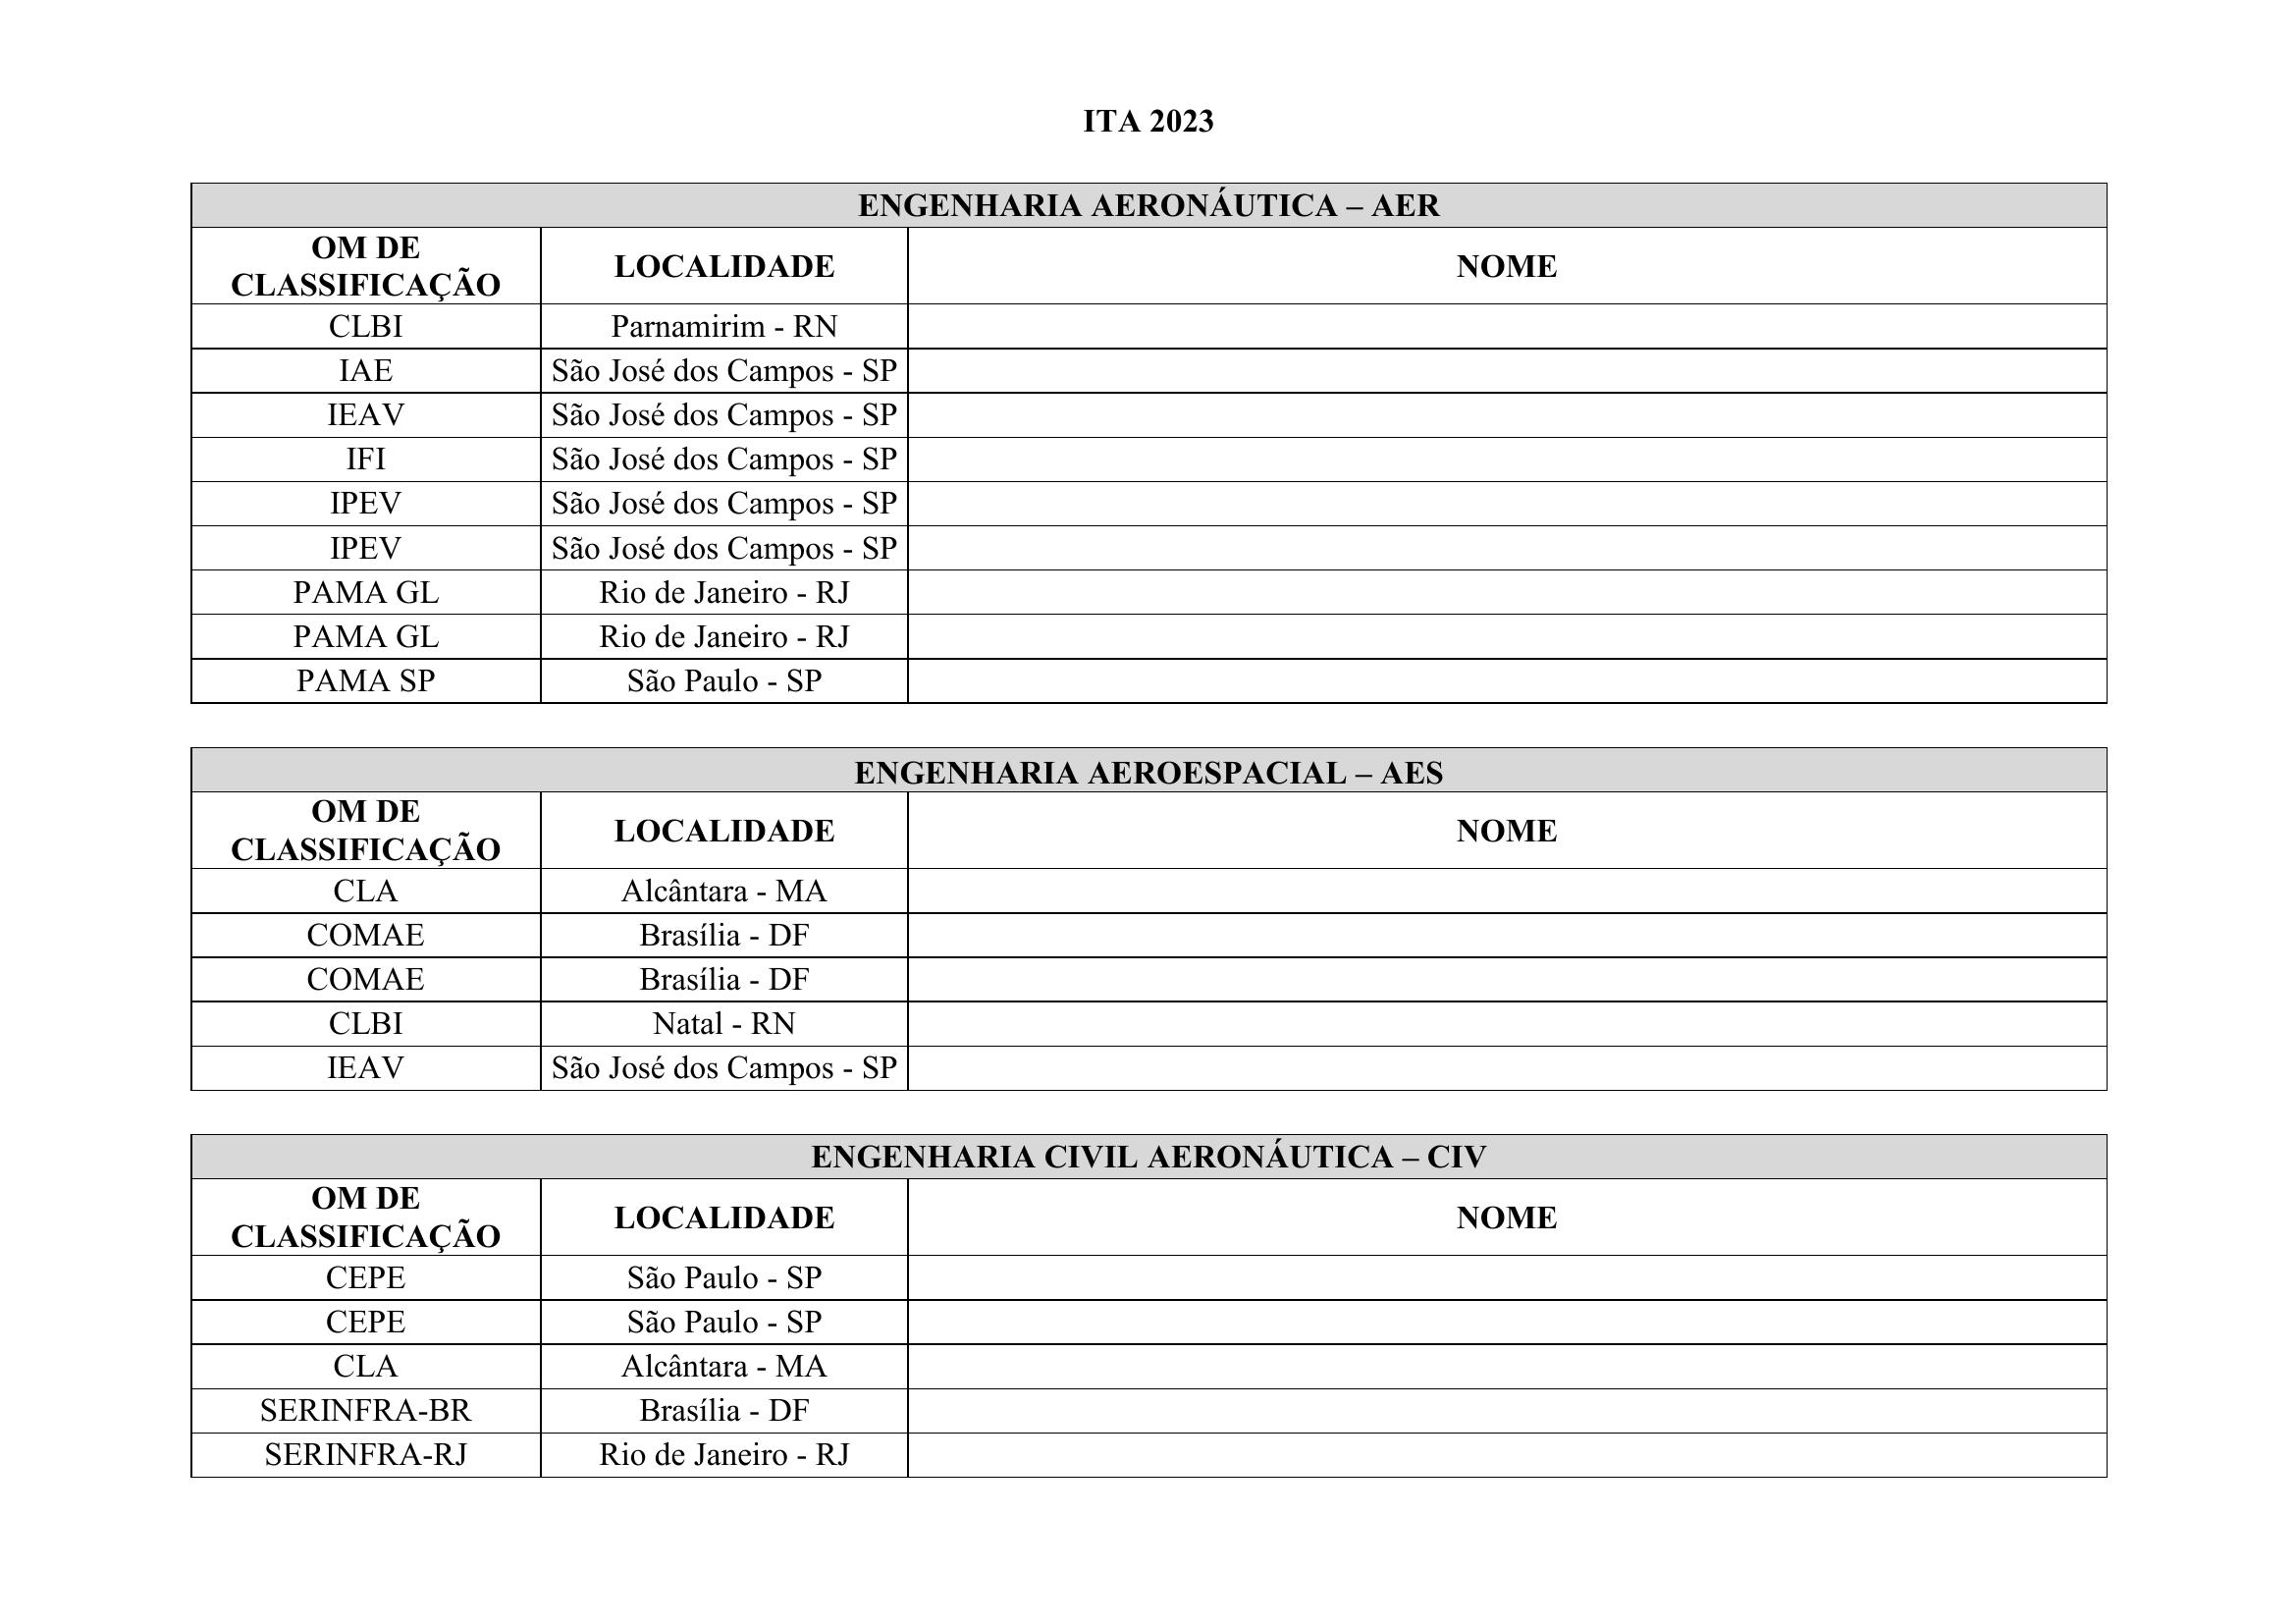 ITA 2023
ENGENHARIA AERONÁUTICA – AER
OM DE
CLASSIFICAÇÃO
LOCALIDADE
NOME
CLBI Parnamirim - RN
IAE São José dos Campos - SP
IEAV São José dos Campos - SP
IFI São José dos Campos - SP
IPEV São José dos Campos - SP
IPEV São José dos Campos - SP
PAMA GL Rio de Janeiro - RJ
PAMA GL Rio de Janeiro - RJ
PAMA SP São Paulo - SP
ENGENHARIA AEROESPACIAL – AES
OM DE
CLASSIFICAÇÃO
LOCALIDADE
NOME
CLA Alcântara - MA
COMAE Brasília - DF
COMAE Brasília - DF
CLBI Natal - RN
IEAV São José dos Campos - SP
ENGENHARIA CIVIL AERONÁUTICA – CIV
OM DE
CLASSIFICAÇÃO
LOCALIDADE
NOME
CEPE São Paulo - SP
CEPE São Paulo - SP
CLA Alcântara - MA
SERINFRA-BR Brasília - DF
SERINFRA-RJ Rio de Janeiro - RJ